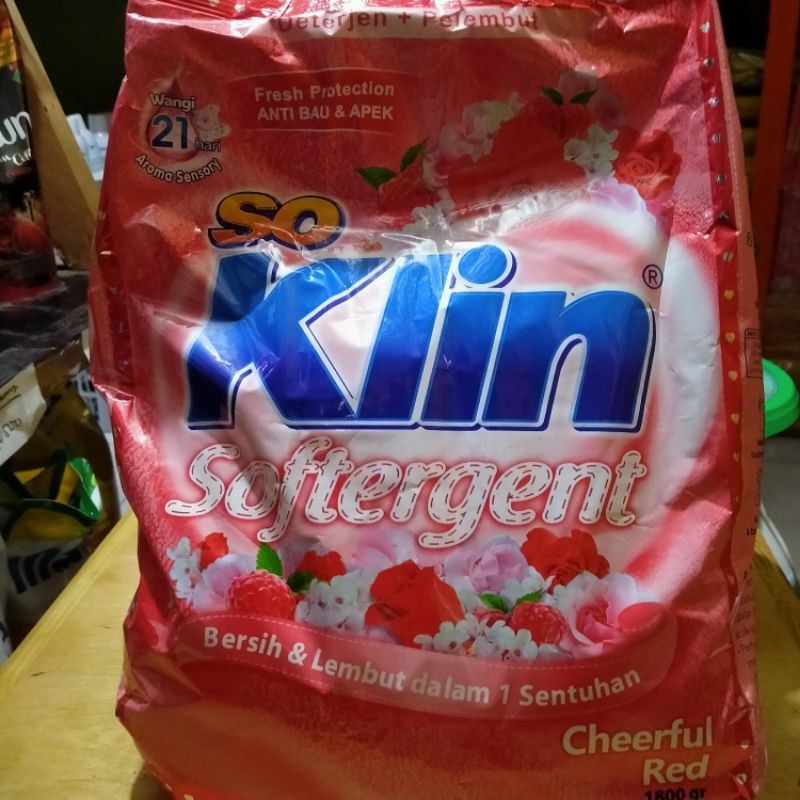 Deterjen + Pelembut
Fresh Protection
ANTI BAU & APEK
Wangi
21
hari
Aroma Sensory
SO
Klin®
Softergent
Bersih & Lembut dalam 1 Sentuhan
Cheerful
Red
1800 gr